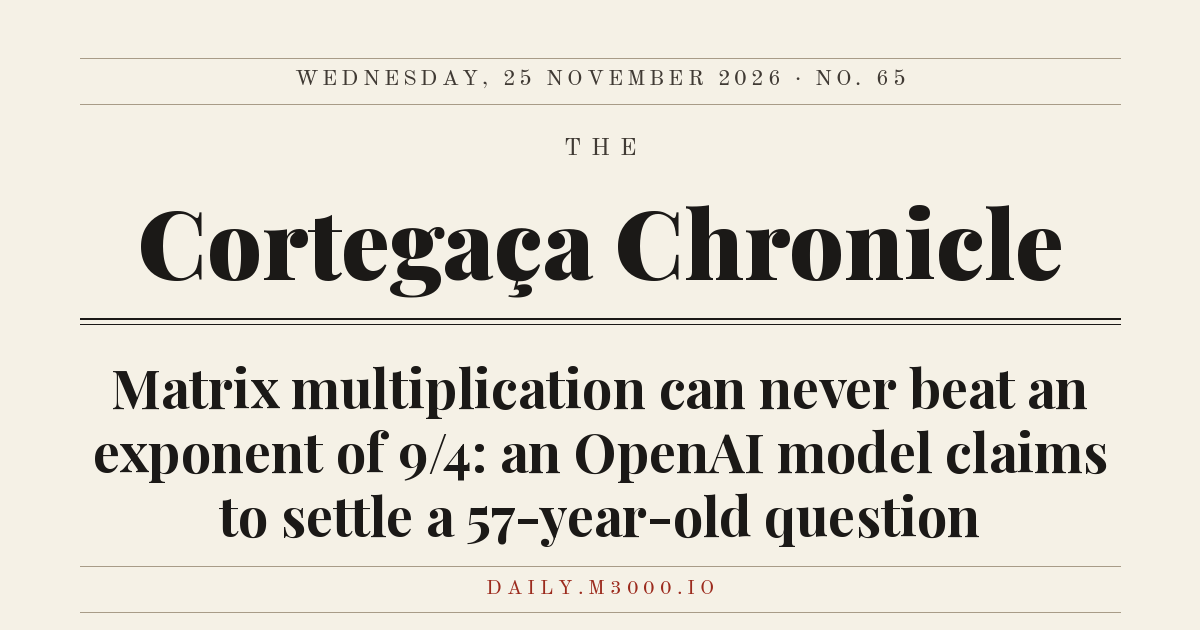 WEDNESDAY, 25 NOVEMBER 2026 · NO. 65
THE
Cortegaça Chronicle
Matrix multiplication can never beat an
exponent of 9/4: an OpenAI model claims
to settle a 57-year-old question
DAILY.M3000.IO